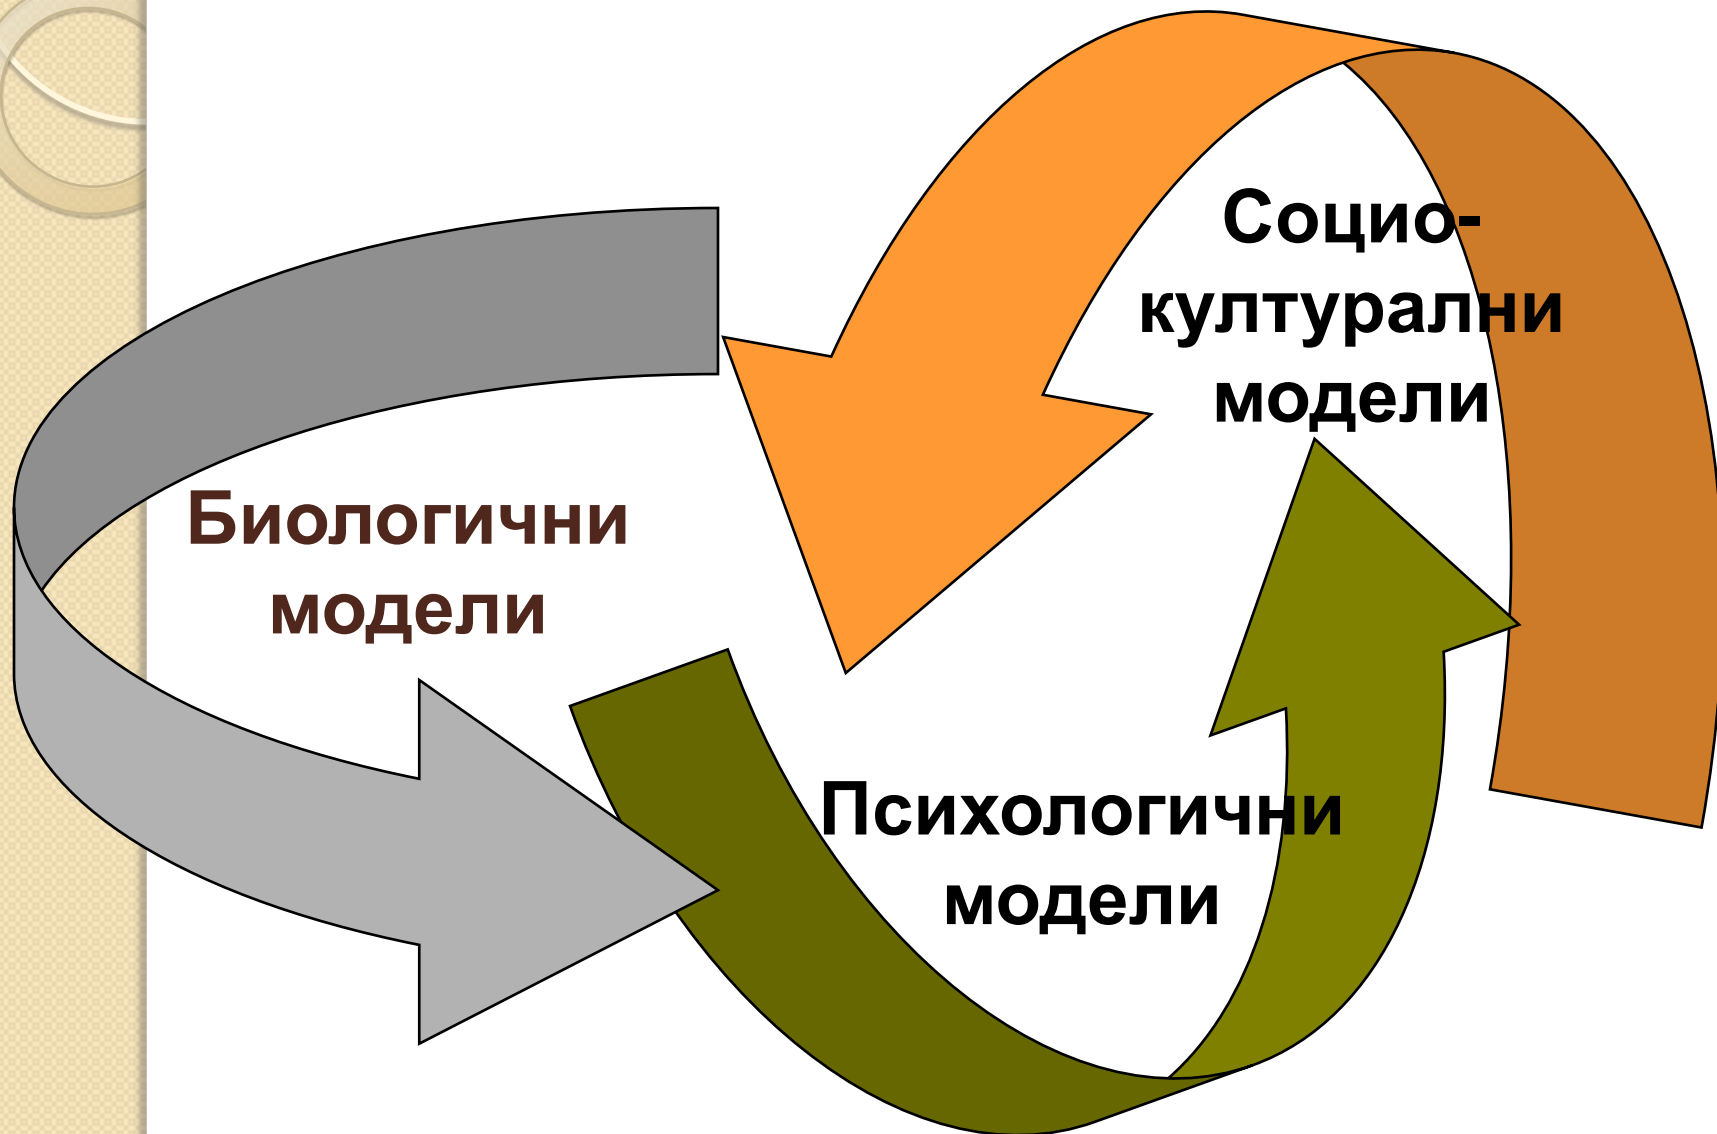 Социо-
културални
модели
Биологични
модели
Психологични
модели